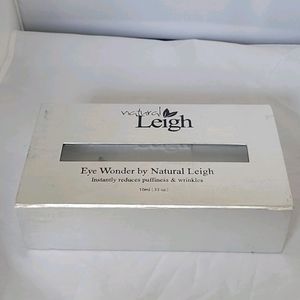 natural
Leigh
Eye Wonder by Natural Leigh
Instantly reduces puffiness & wrinkles
10ml (.33 oz.)